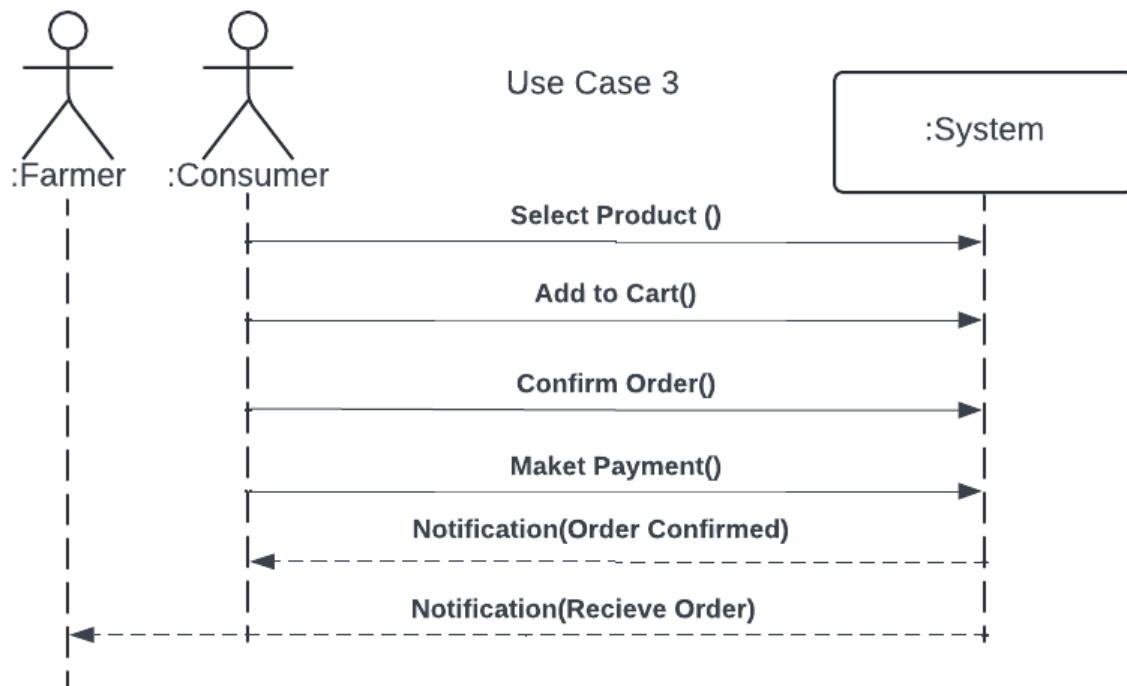 Use Case 3
:System
:Farmer
:Consumer
Select Product ()
Add to Cart()
Confirm Order()
Maket Payment()
Notification(Order Confirmed)
Notification(Recieve Order)